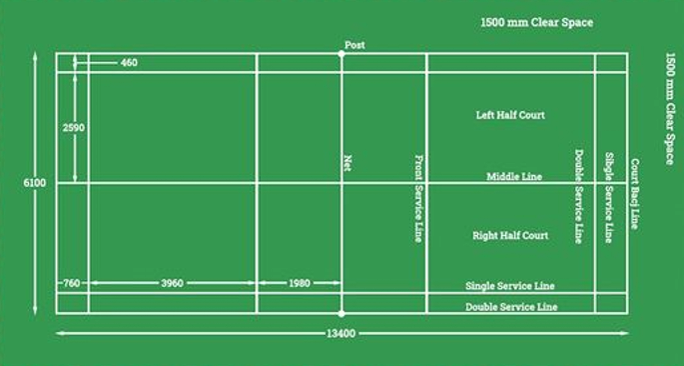 1500 mm Clear Space
1500 mm Clear Space
Post
460
2590
6100
Left Half Court
Net
Front Service Line
Middle Line
Double Service Line
Sibgle Service Line
Court Bacj Line
Right Half Court
760
3960
1980
Single Service Line
Double Service Line
13400